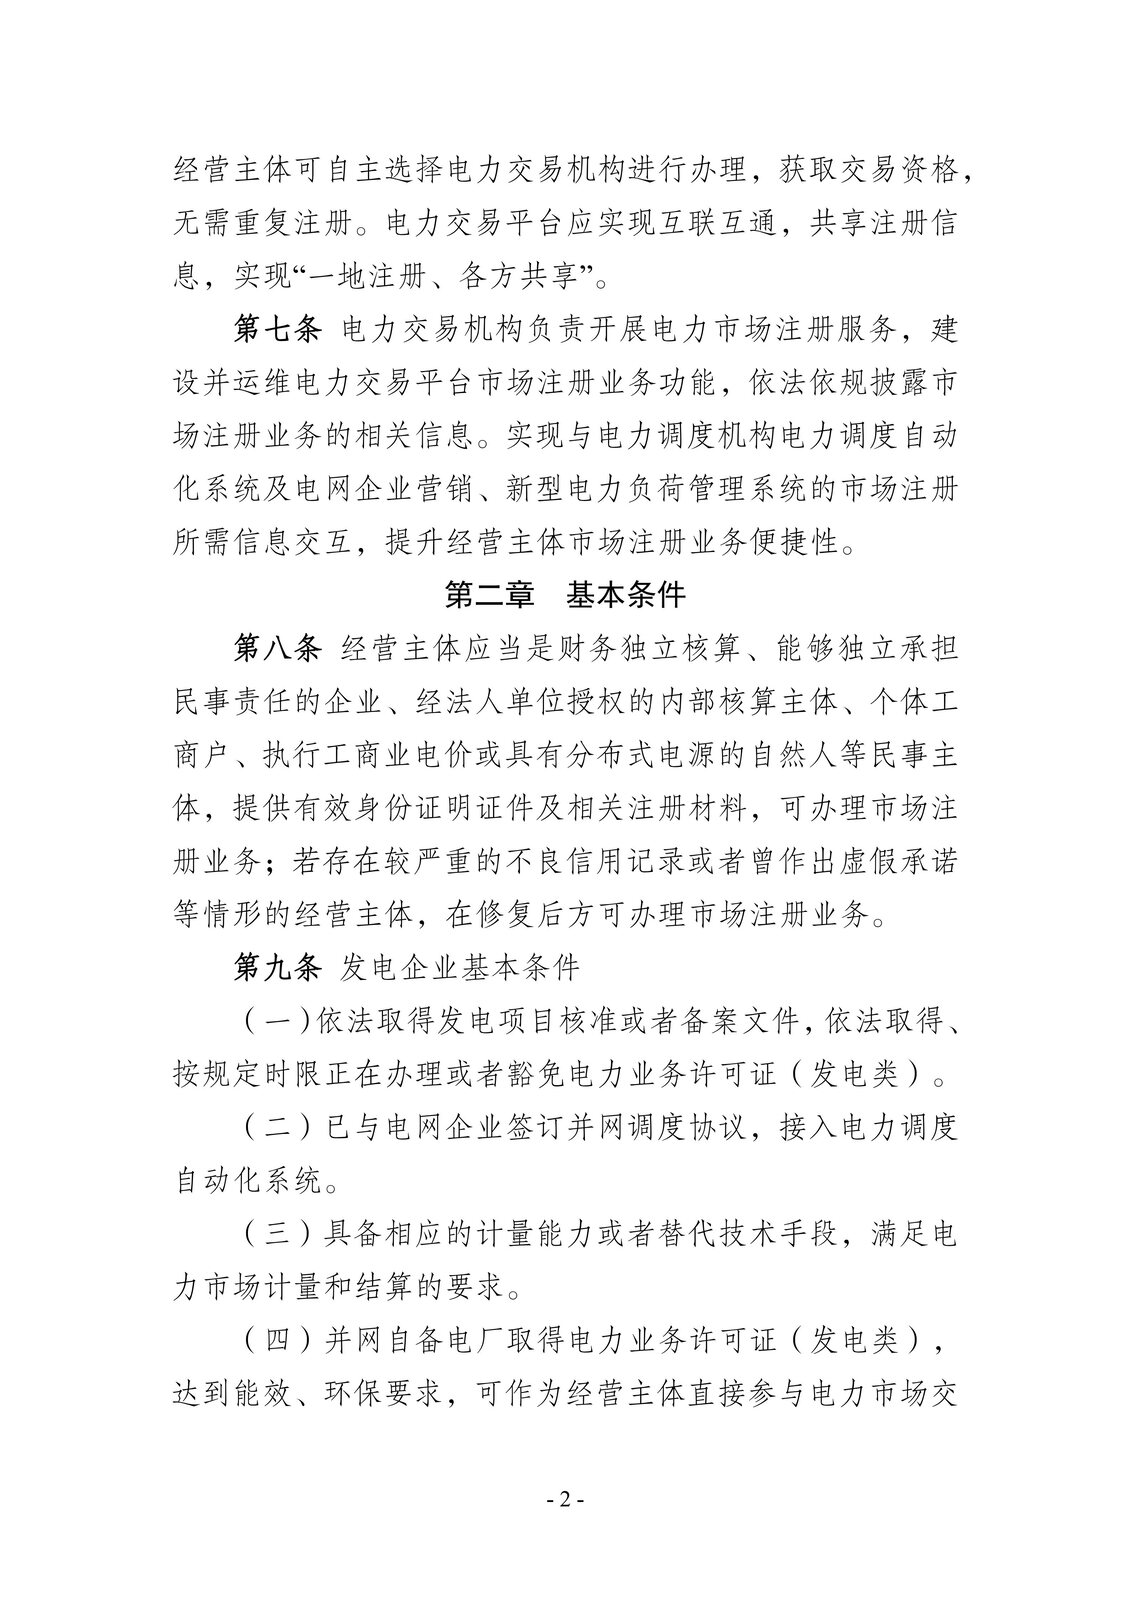 经营主体可自主选择电力交易机构进行办理，获取交易资格，
无需重复注册。电力交易平台应实现互联互通，共享注册信
息，实现“一地注册、各方共享”。
第七条 电力交易机构负责开展电力市场注册服务，建
设并运维电力交易平台市场注册业务功能，依法依规披露市
场注册业务的相关信息。实现与电力调度机构电力调度自动
化系统及电网企业营销、新型电力负荷管理系统的市场注册
所需信息交互，提升经营主体市场注册业务便捷性。
第二章　基本条件
第八条 经营主体应当是财务独立核算、能够独立承担
民事责任的企业、经法人单位授权的内部核算主体、个体工
商户、执行工商业电价或具有分布式电源的自然人等民事主
体，提供有效身份证明证件及相关注册材料，可办理市场注
册业务；若存在较严重的不良信用记录或者曾作出虚假承诺
等情形的经营主体，在修复后方可办理市场注册业务。
第九条 发电企业基本条件
（一）依法取得发电项目核准或者备案文件，依法取得、
按规定时限正在办理或者豁免电力业务许可证（发电类）。
（二）已与电网企业签订并网调度协议，接入电力调度
自动化系统。
（三）具备相应的计量能力或者替代技术手段，满足电
力市场计量和结算的要求。
（四）并网自备电厂取得电力业务许可证（发电类），
达到能效、环保要求，可作为经营主体直接参与电力市场交
- 2 -